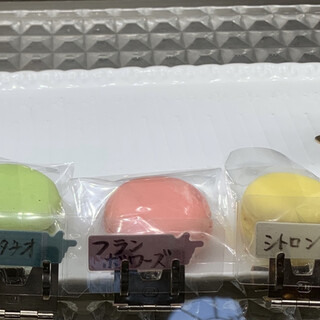 タチオ
フラン
ボワーズ
シトロン